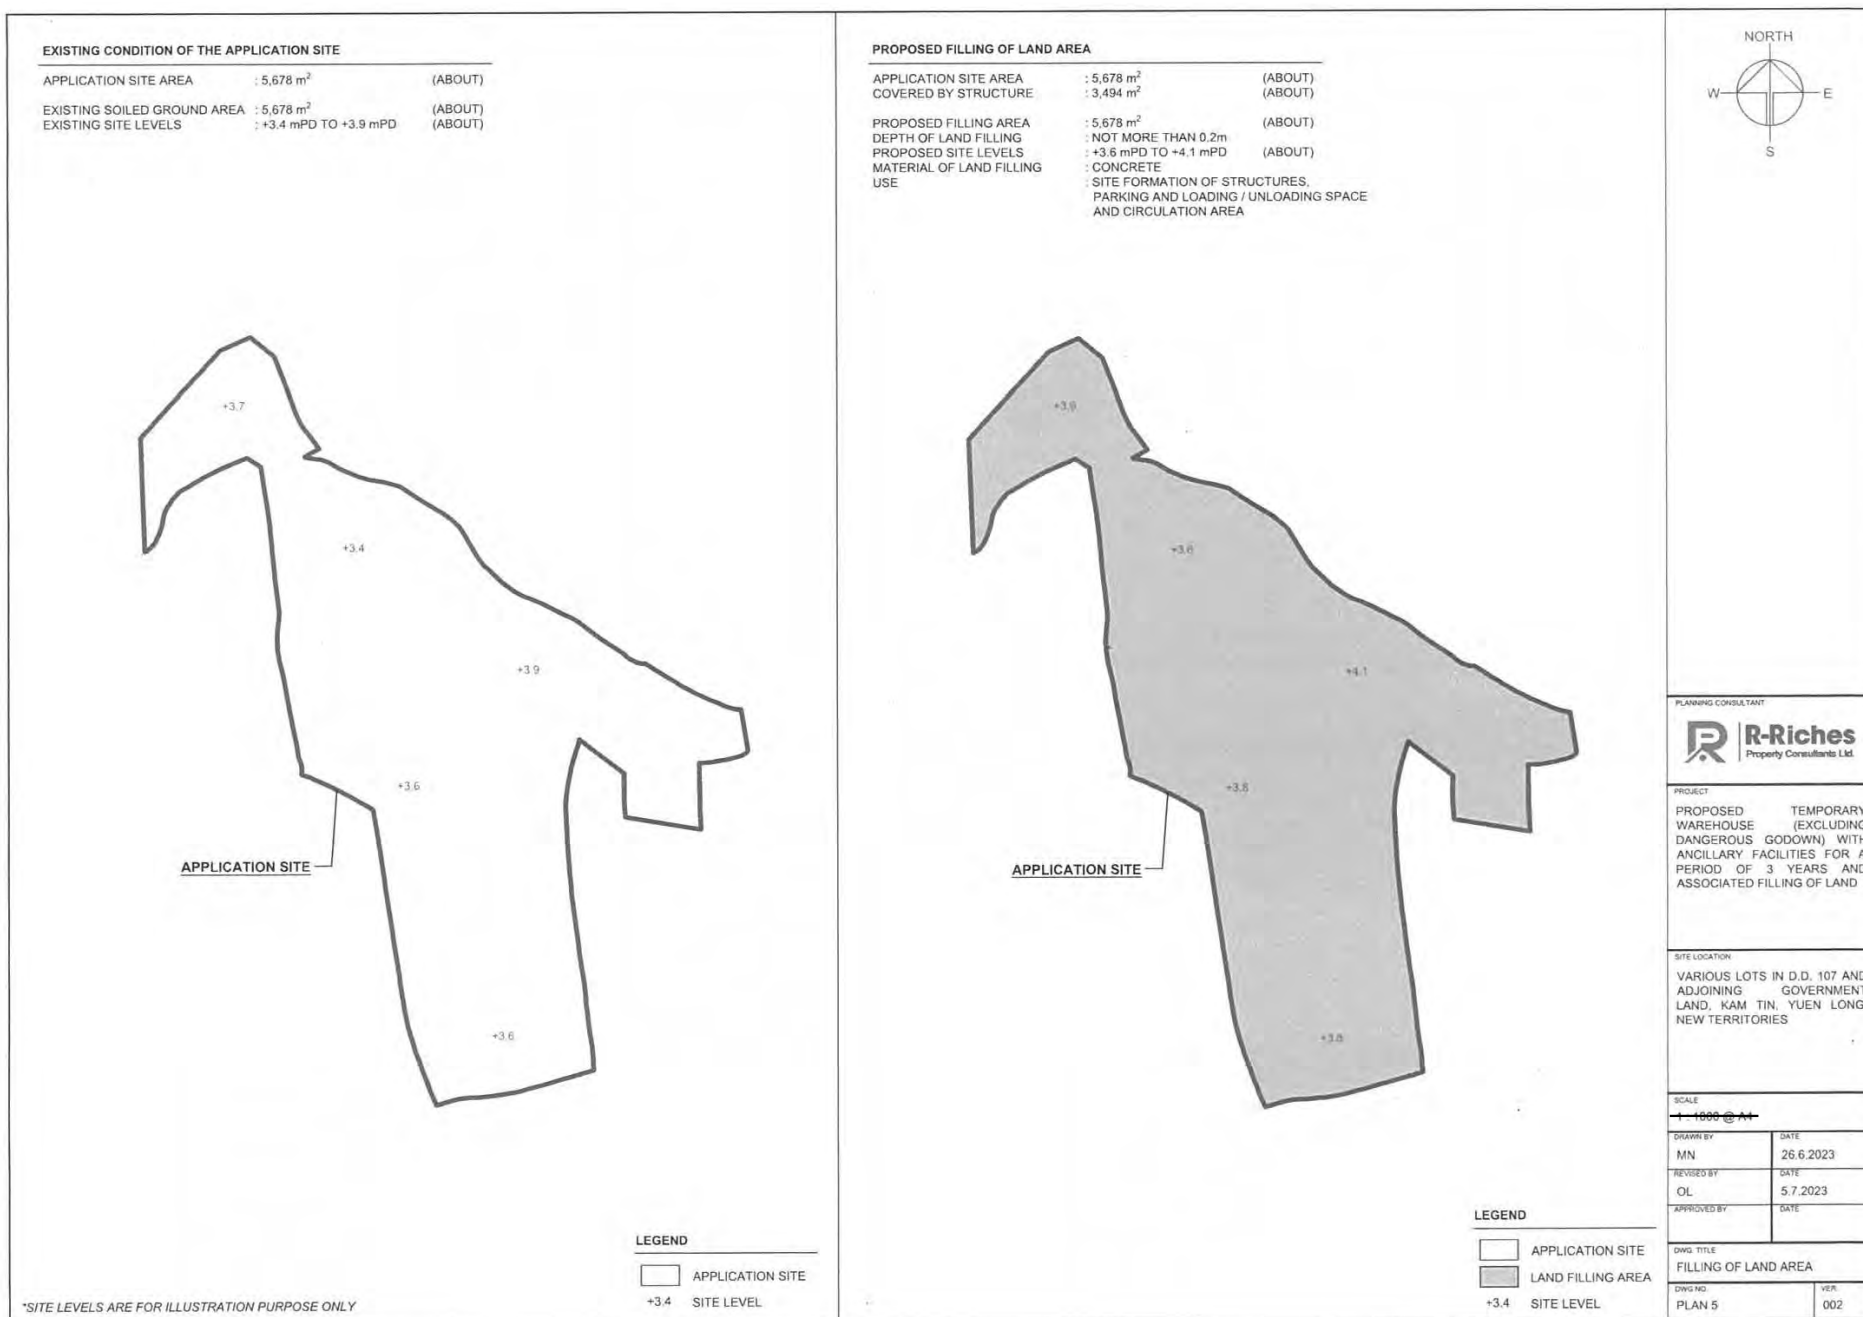 EXISTING CONDITION OF THE APPLICATION SITE
APPLICATION SITE AREA : 5,678 m² (ABOUT)
EXISTING SOILED GROUND AREA : 5,678 m² (ABOUT)
EXISTING SITE LEVELS : +3.4 mPD TO +3.9 mPD (ABOUT)
+3.7
+3.4
+3.9
+3.6
APPLICATION SITE
+3.6
LEGEND
APPLICATION SITE
+3.4 SITE LEVEL
*SITE LEVELS ARE FOR ILLUSTRATION PURPOSE ONLY
PROPOSED FILLING OF LAND AREA
APPLICATION SITE AREA : 5,678 m² (ABOUT)
COVERED BY STRUCTURE : 3,494 m² (ABOUT)
PROPOSED FILLING AREA : 5,678 m² (ABOUT)
DEPTH OF LAND FILLING : NOT MORE THAN 0.2m
PROPOSED SITE LEVELS : +3.6 mPD TO +4.1 mPD (ABOUT)
MATERIAL OF LAND FILLING : CONCRETE
USE : SITE FORMATION OF STRUCTURES,
PARKING AND LOADING / UNLOADING SPACE
AND CIRCULATION AREA
+3.9
+4.1
+3.8
APPLICATION SITE
+3.8
LEGEND
APPLICATION SITE
LAND FILLING AREA
+3.4 SITE LEVEL
NORTH
W E
S
PLANNING CONSULTANT
R-Riches
Property Consultants Ltd.
PROJECT
PROPOSED TEMPORARY
WAREHOUSE (EXCLUDING
DANGEROUS GODOWN) WITH
ANCILLARY FACILITIES FOR A
PERIOD OF 3 YEARS AND
ASSOCIATED FILLING OF LAND
SITE LOCATION
VARIOUS LOTS IN D.D. 107 AND
ADJOINING GOVERNMENT
LAND, KAM TIN, YUEN LONG,
NEW TERRITORIES
SCALE
1 : 1000 @ A4
DRAWN BY DATE
MN 26.6.2023
REVISED BY DATE
OL 5.7.2023
APPROVED BY DATE
DWG. TITLE
FILLING OF LAND AREA
DWG NO. VER.
PLAN 5 002